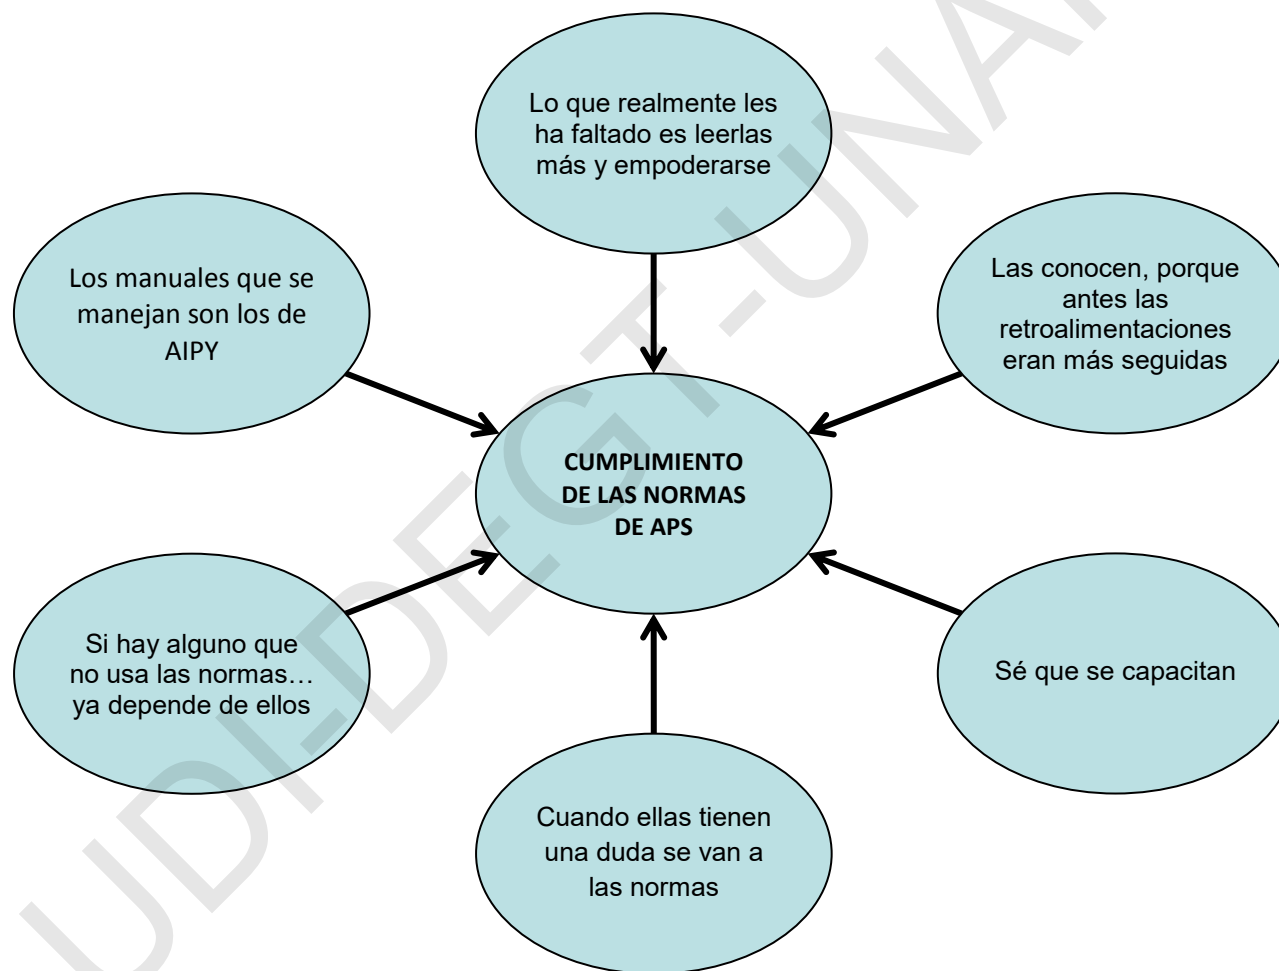 Lo que realmente les
ha faltado es leerlas
más y empoderarse
Los manuales que se
manejan son los de
AIPY
Las conocen, porque
antes las
retroalimentaciones
eran más seguidas
CUMPLIMIENTO
DE LAS NORMAS
DE APS
Si hay alguno que
no usa las normas…
ya depende de ellos
Sé que se capacitan
Cuando ellas tienen
una duda se van a
las normas
UDI-DEGT-UNA